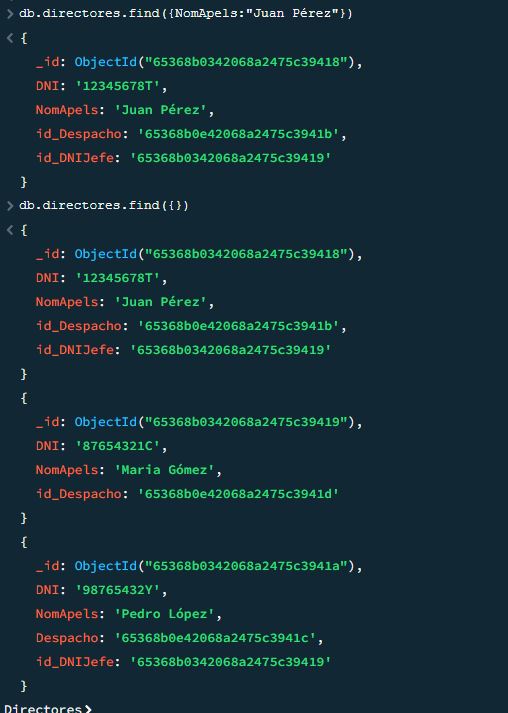 > db.directores.find({NomApels:"Juan Pérez"})
< {
_id: ObjectId("65368b0342068a2475c39418"),
DNI: '12345678T',
NomApels: 'Juan Pérez',
id_Despacho: '65368b0e42068a2475c3941b',
id_DNIJefe: '65368b0342068a2475c39419'
}
> db.directores.find({})
< {
_id: ObjectId("65368b0342068a2475c39418"),
DNI: '12345678T',
NomApels: 'Juan Pérez',
id_Despacho: '65368b0e42068a2475c3941b',
id_DNIJefe: '65368b0342068a2475c39419'
}
{
_id: ObjectId("65368b0342068a2475c39419"),
DNI: '87654321C',
NomApels: 'Maria Gómez',
id_Despacho: '65368b0e42068a2475c3941d'
}
{
_id: ObjectId("65368b0342068a2475c3941a"),
DNI: '98765432Y',
NomApels: 'Pedro López',
Despacho: '65368b0e42068a2475c3941c',
id_DNIJefe: '65368b0342068a2475c39419'
}
Directores>